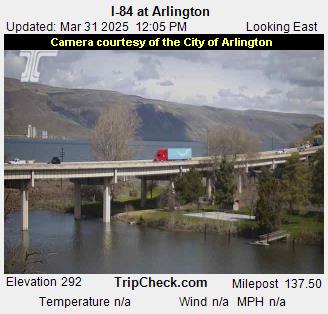 I-84 at Arlington
Updated: Mar 31 2025 12:05 PM Looking East
Camera courtesy of the City of Arlington
Elevation 292 TripCheck.com Milepost 137.50
Temperature n/a Wind n/a MPH n/a